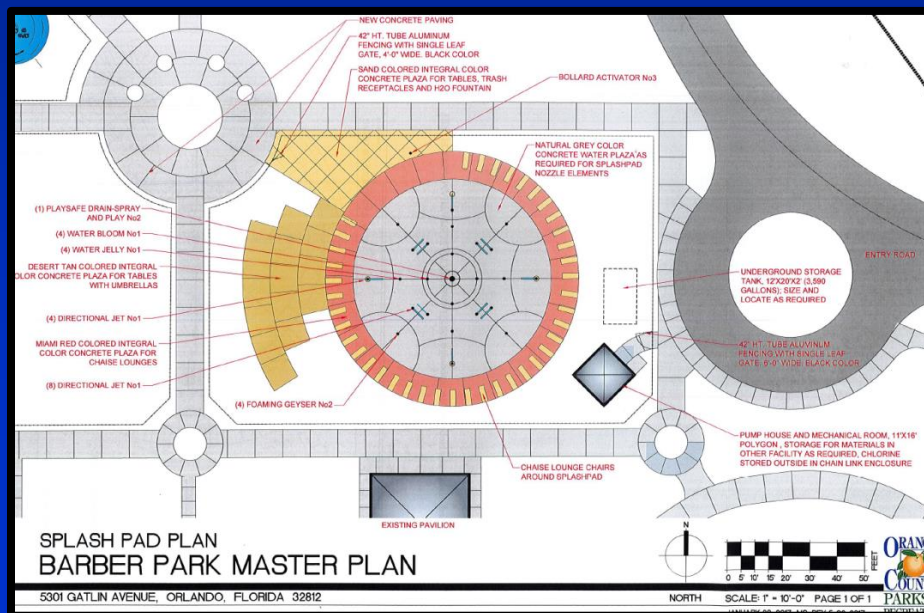 NEW CONCRETE PAVING
42" HT. TUBE ALUMINUM
FENCING WITH SINGLE LEAF
GATE, 4'-0" WIDE. BLACK COLOR
SAND COLORED INTEGRAL COLOR
CONCRETE PLAZA FOR TABLES, TRASH
RECEPTACLES AND H2O FOUNTAIN
BOLLARD ACTIVATOR No3
NATURAL GREY COLOR
CONCRETE WATER PLAZA AS
REQUIRED FOR SPLASHPAD
NOZZLE ELEMENTS
(1) PLAYSAFE DRAIN-SPRAY
AND PLAY No2
(4) WATER BLOOM No1
(4) WATER JELLY No1
DESERT TAN COLORED INTEGRAL
OLOR CONCRETE PLAZA FOR TABLES
WITH UMBRELLAS
(4) DIRECTIONAL JET No1
MIAMI RED COLORED INTEGRAL
COLOR CONCRETE PLAZA FOR
CHAISE LOUNGES
(8) DIRECTIONAL JET No1
(4) FOAMING GEYSER No2
ENTRY ROAD
UNDERGROUND STORAGE
TANK, 12'X20'X2' (3,590
GALLONS); SIZE AND
LOCATE AS REQUIRED
42" HT. TUBE ALUVINUM
FENCING WITH SINGLE LEAF
GATE, 6'-0" WIDE. BLACK COLOR
PUMP HOUSE AND MECHANICAL ROOM, 11'X16'
POLYGON , STORAGE FOR MATERIALS IN
OTHER FACILITY AS REQUIRED, CHLORINE
STORED OUTSIDE IN CHAIN LINK ENCLOSURE
CHAISE LOUNGE CHAIRS
AROUND SPLASHPAD
EXISTING PAVILION
SPLASH PAD PLAN
BARBER PARK MASTER PLAN
5301 GATLIN AVENUE, ORLANDO, FLORIDA 32812
N
NORTH
0 5' 10' 15' 20' 30' 40' 50'
FEET
SCALE: 1" = 10'-0" PAGE 1 OF 1
ORANG
COUN
PARKS